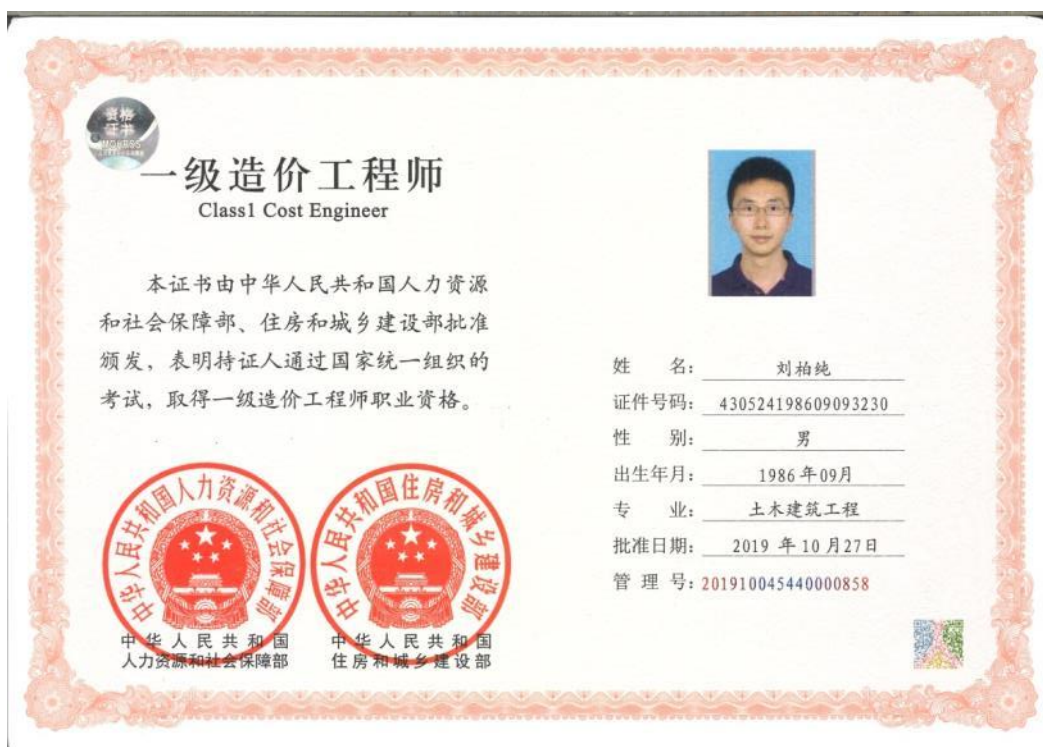 资格
证书
一级造价工程师
Class1 Cost Engineer
本证书由中华人民共和国人力资源
和社会保障部、住房和城乡建设部批准
颁发，表明持证人通过国家统一组织的
考试，取得一级造价工程师职业资格。
姓 名： 刘柏纯
证件号码： 430524198609093230
性 别： 男
出生年月： 1986年09月
专 业： 土木建筑工程
批准日期： 2019 年 10 月27日
管 理 号： 201910045440000858
中华人民共和国人力资源和社会保障部
中华人民共和国住房和城乡建设部
中华人民共和国
人力资源和社会保障部
中华人民共和国
住房和城乡建设部